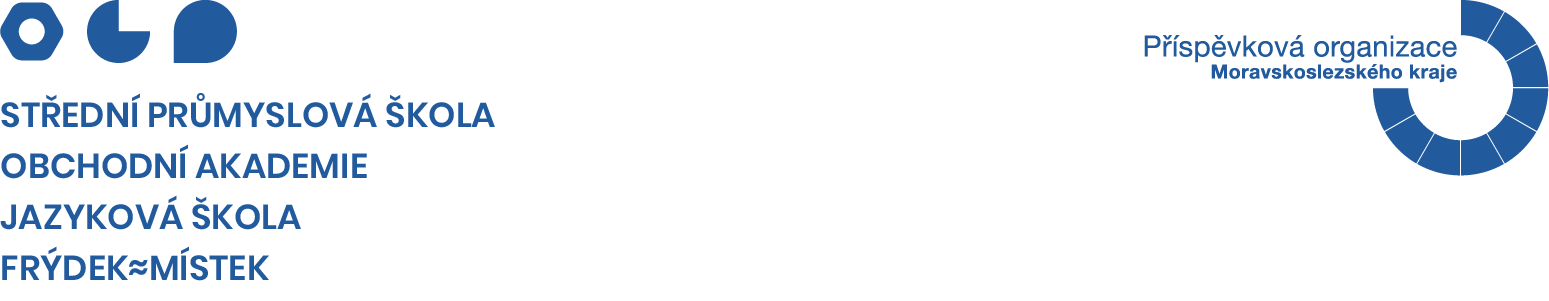 STŘEDNÍ PRŮMYSLOVÁ ŠKOLA
OBCHODNÍ AKADEMIE
JAZYKOVÁ ŠKOLA
FRÝDEK≈MÍSTEK
Příspěvková organizace
Moravskoslezského kraje